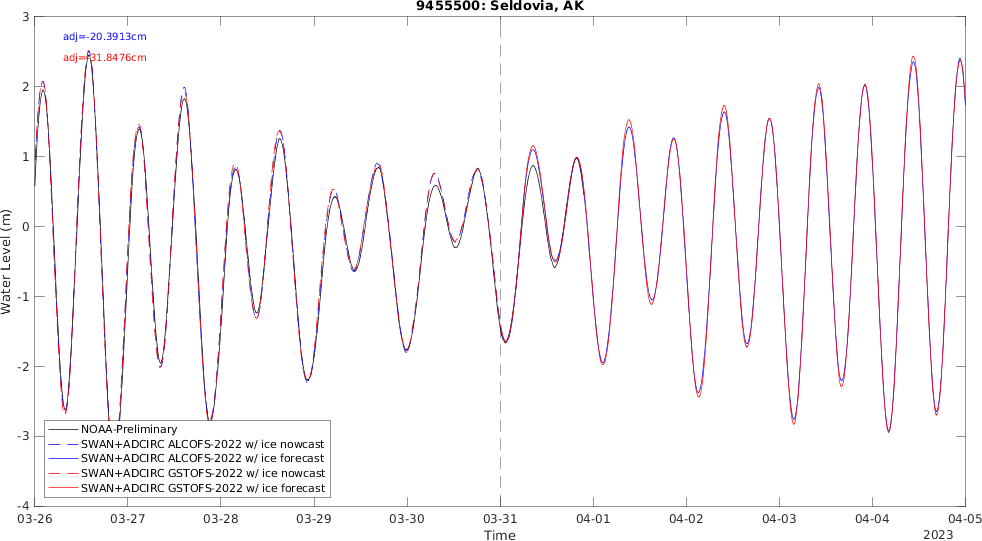 9455500: Seldovia, AK
adj=-20.3913cm
adj=-31.8476cm
Water Level (m)
3
2
1
0
-1
-2
-3
-4
NOAA-Preliminary
SWAN+ADCIRC ALCOFS-2022 w/ ice nowcast
SWAN+ADCIRC ALCOFS-2022 w/ ice forecast
SWAN+ADCIRC GSTOFS-2022 w/ ice nowcast
SWAN+ADCIRC GSTOFS-2022 w/ ice forecast
03-26 03-27 03-28 03-29 03-30 03-31 04-01 04-02 04-03 04-04 04-05
Time
2023